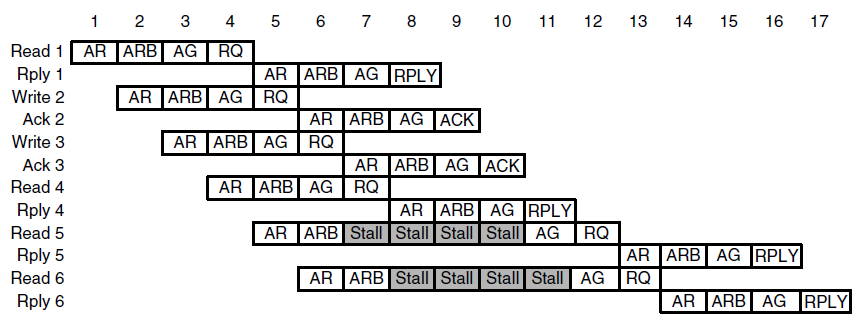 1 2 3 4 5 6 7 8 9 10 11 12 13 14 15 16 17
Read 1 AR ARB AG RQ
Rply 1 AR ARB AG RPLY
Write 2 AR ARB AG RQ
Ack 2 AR ARB AG ACK
Write 3 AR ARB AG RQ
Ack 3 AR ARB AG ACK
Read 4 AR ARB AG RQ
Rply 4 AR ARB AG RPLY
Read 5 AR ARB Stall Stall Stall Stall AG RQ
Rply 5 AR ARB AG RPLY
Read 6 AR ARB Stall Stall Stall Stall AG RQ
Rply 6 AR ARB AG RPLY